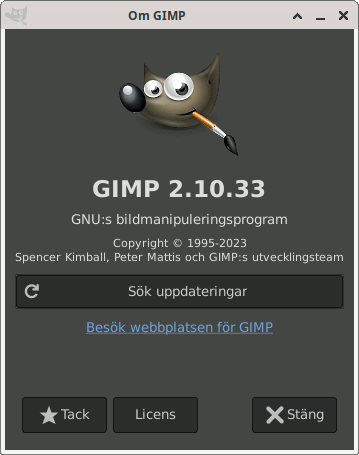 Om GIMP
GIMP 2.10.33
GNU:s bildmanipuleringsprogram
Copyright © 1995-2023
Spencer Kimball, Peter Mattis och GIMP:s utvecklingsteam
Sök uppdateringar
Besök webbplatsen för GIMP
Tack
Licens
Stäng